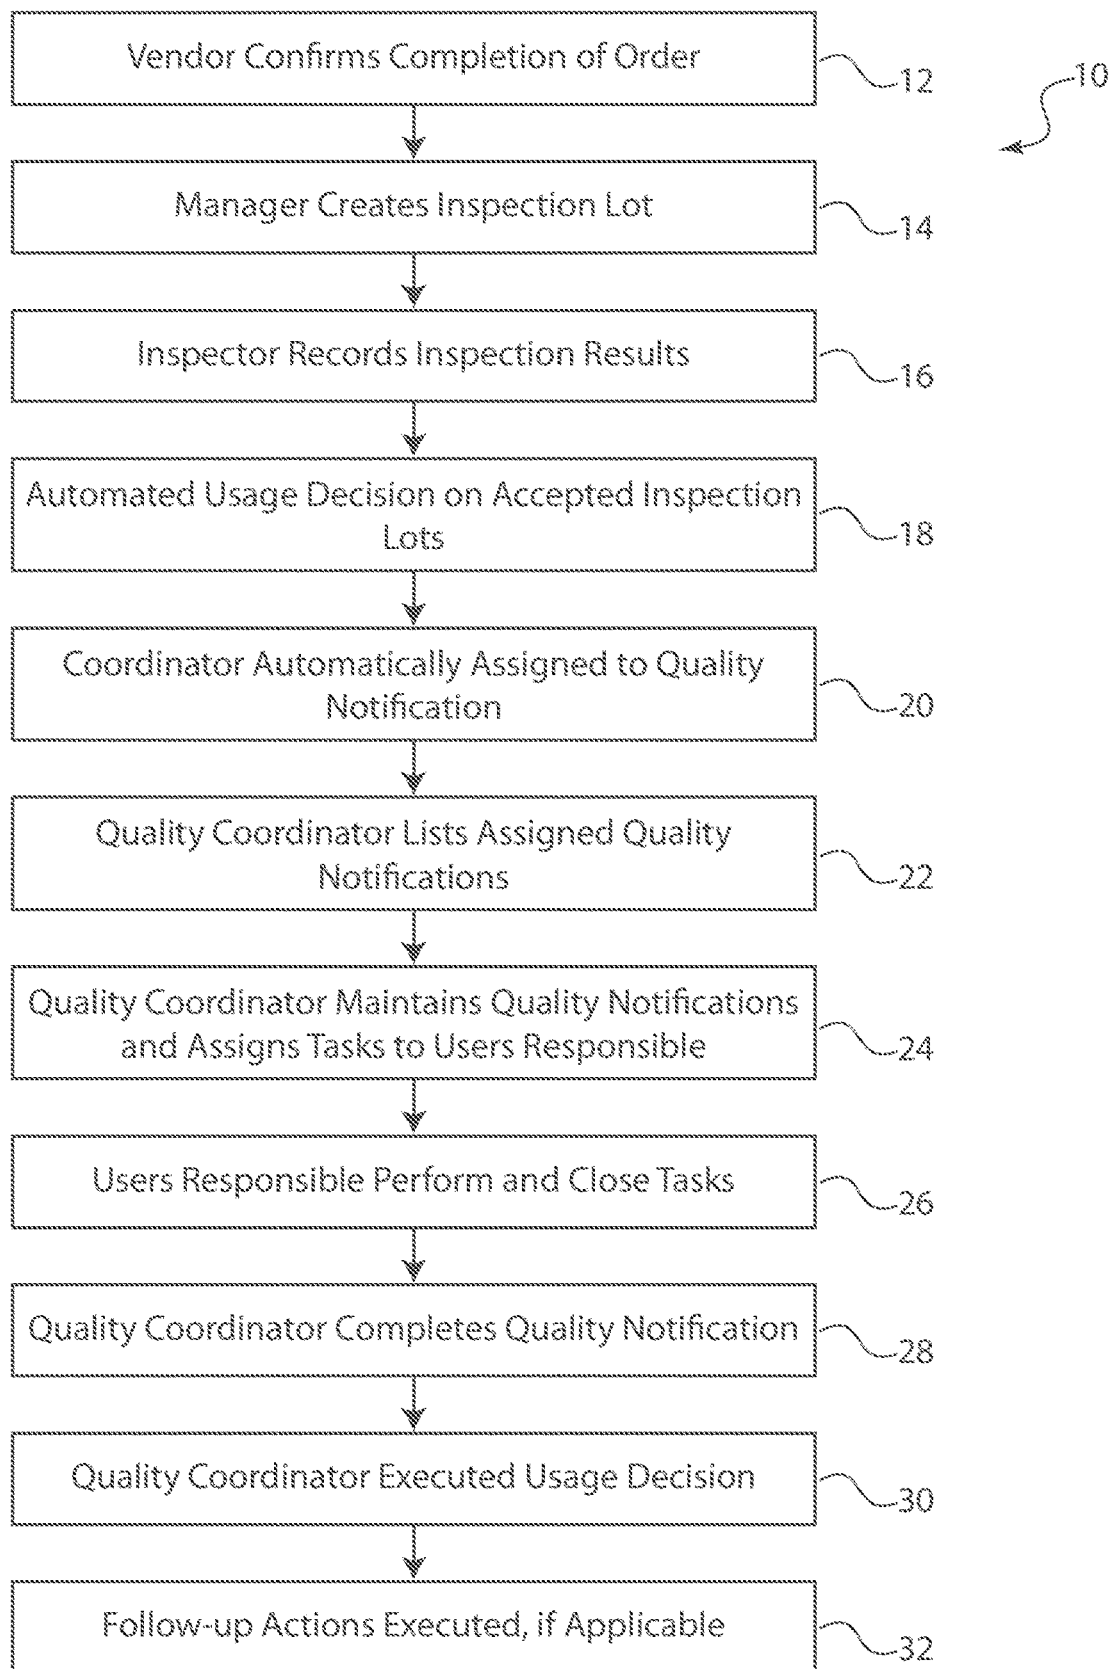 Vendor Confirms Completion of Order
12
10
Manager Creates Inspection Lot
14
Inspector Records Inspection Results
16
Automated Usage Decision on Accepted Inspection
Lots
18
Coordinator Automatically Assigned to Quality
Notification
20
Quality Coordinator Lists Assigned Quality
Notifications
22
Quality Coordinator Maintains Quality Notifications
and Assigns Tasks to Users Responsible
24
Users Responsible Perform and Close Tasks
26
Quality Coordinator Completes Quality Notification
28
Quality Coordinator Executed Usage Decision
30
Follow-up Actions Executed, if Applicable
32